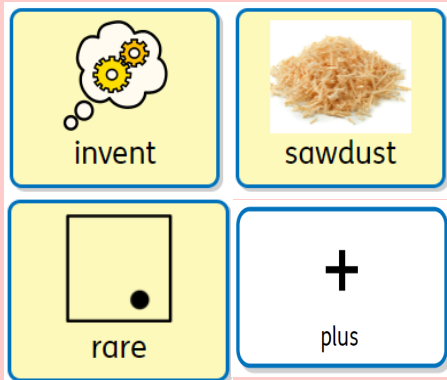 invent
sawdust
rare
+
plus